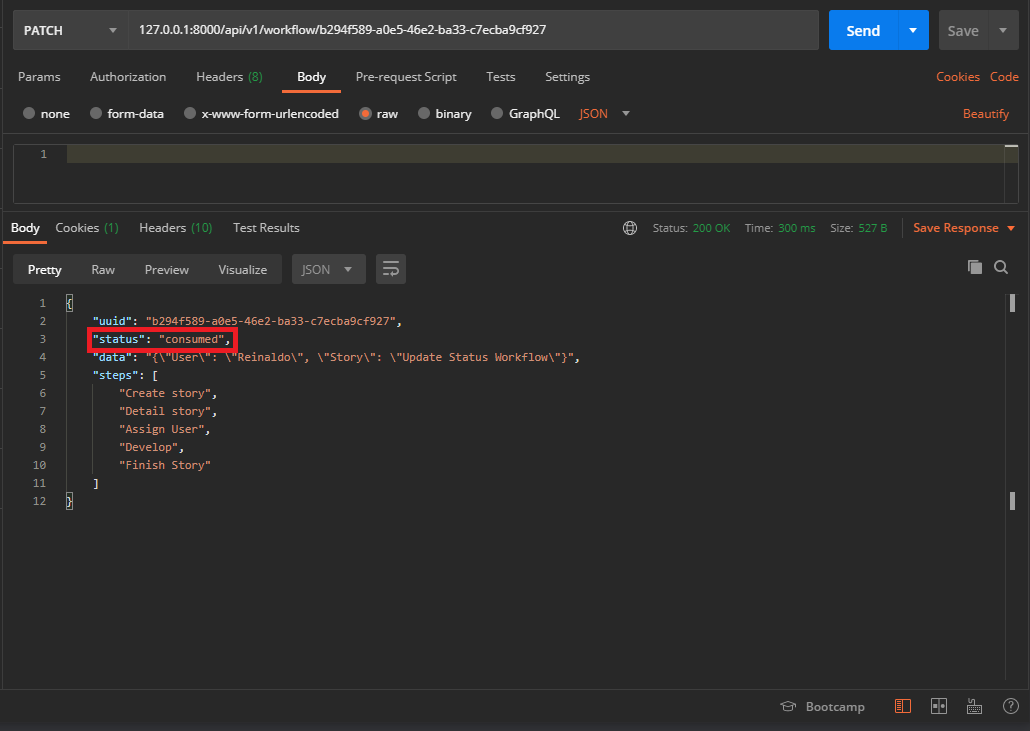 PATCH 127.0.0.1:8000/api/v1/workflow/b294f589-a0e5-46e2-ba33-c7ecba9cf927 Send Save
Params Authorization Headers (8) Body Pre-request Script Tests Settings Cookies Code
none form-data x-www-form-urlencoded raw binary GraphQL JSON Beautify
1
Body Cookies (1) Headers (10) Test Results Status: 200 OK Time: 300 ms Size: 527 B Save Response
Pretty Raw Preview Visualize JSON
1 {
2 "uuid": "b294f589-a0e5-46e2-ba33-c7ecba9cf927",
3 "status": "consumed",
4 "data": "{\"User\": \"Reinaldo\", \"Story\": \"Update Status Workflow\"}",
5 "steps": [
6 "Create story",
7 "Detail story",
8 "Assign User",
9 "Develop",
10 "Finish Story"
11 ]
12 }
Bootcamp